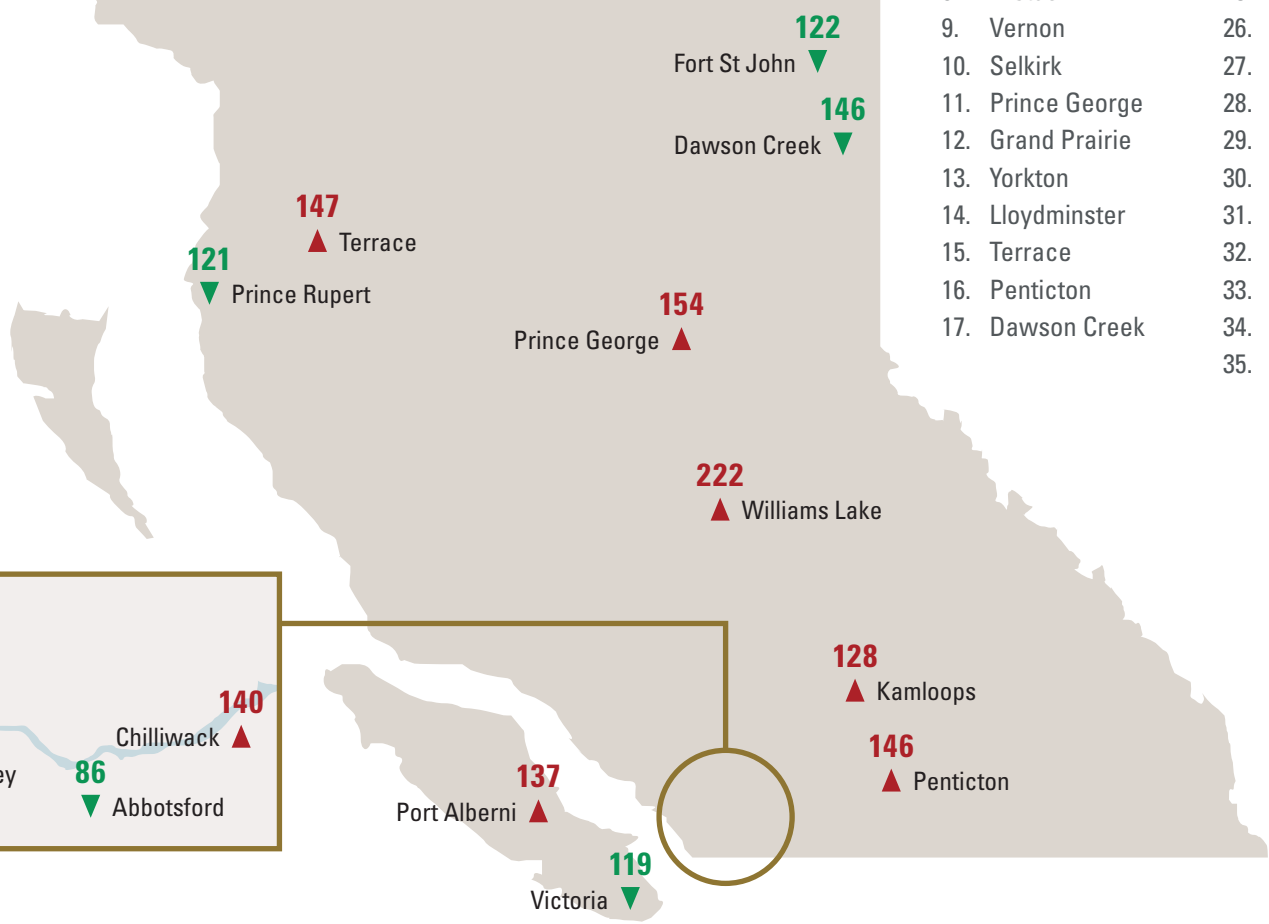 122
Fort St John
146
Dawson Creek
147
Terrace
121
Prince Rupert
154
Prince George
222
Williams Lake
128
Kamloops
146
Penticton
140
Chilliwack
86
Abbotsford
ey
137
Port Alberni
119
Victoria
9. Vernon
10. Selkirk
11. Prince George
12. Grand Prairie
13. Yorkton
14. Lloydminster
15. Terrace
16. Penticton
17. Dawson Creek
26.
27.
28.
29.
30.
31.
32.
33.
34.
35.